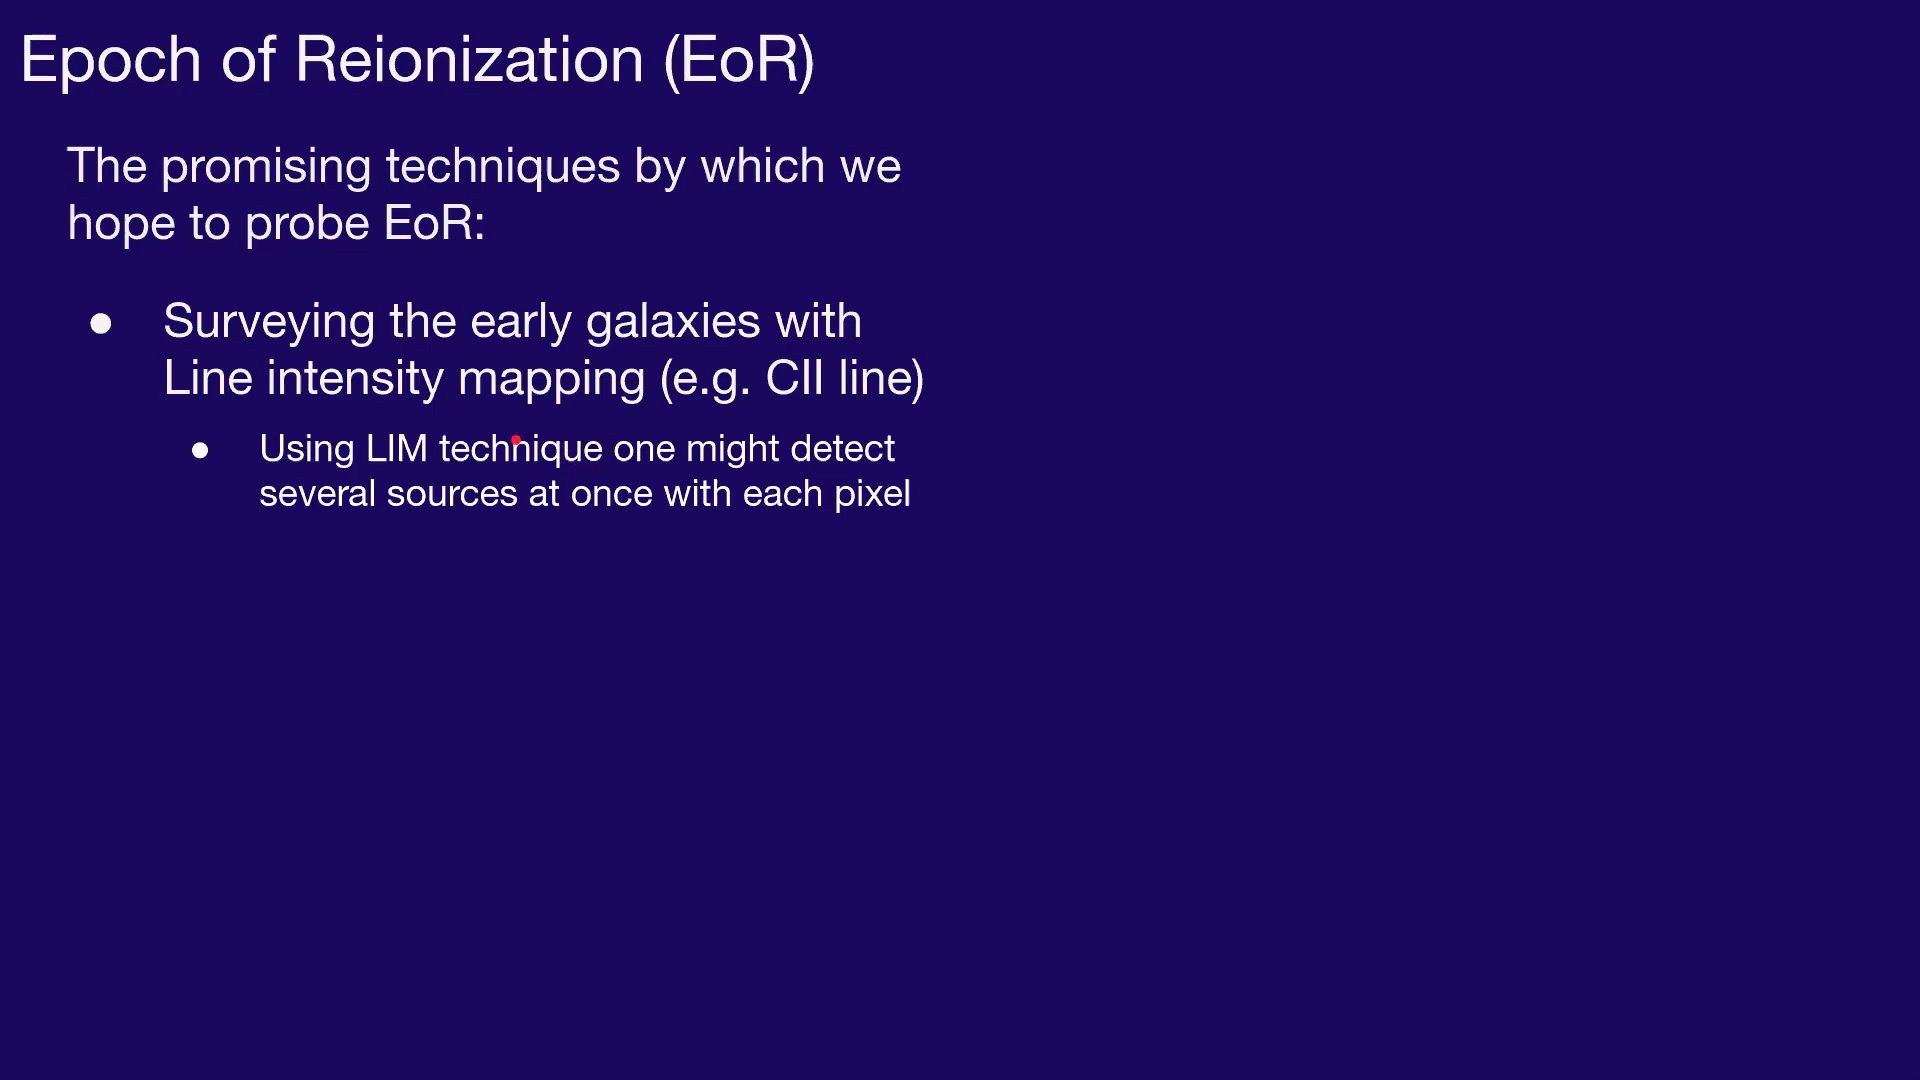 Epoch of Reionization (EoR)
The promising techniques by which we
hope to probe EoR:
● Surveying the early galaxies with
Line intensity mapping (e.g. CII line)
● Using LIM technique one might detect
several sources at once with each pixel